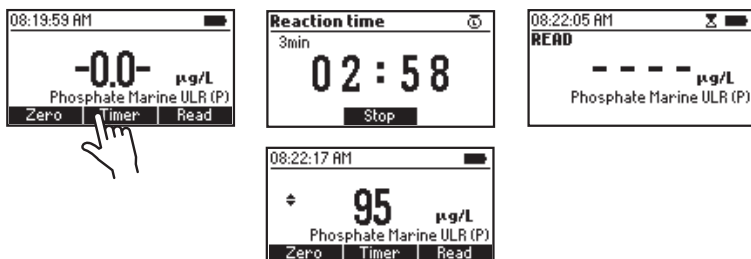 08:19:59 AM
-0.0- µg/L
Phosphate Marine ULR (P)
Zero Timer Read
Reaction time
3min
02:58
Stop
08:22:05 AM
READ
---- µg/L
Phosphate Marine ULR (P)
08:22:17 AM
95 µg/L
Phosphate Marine ULR (P)
Zero Timer Read